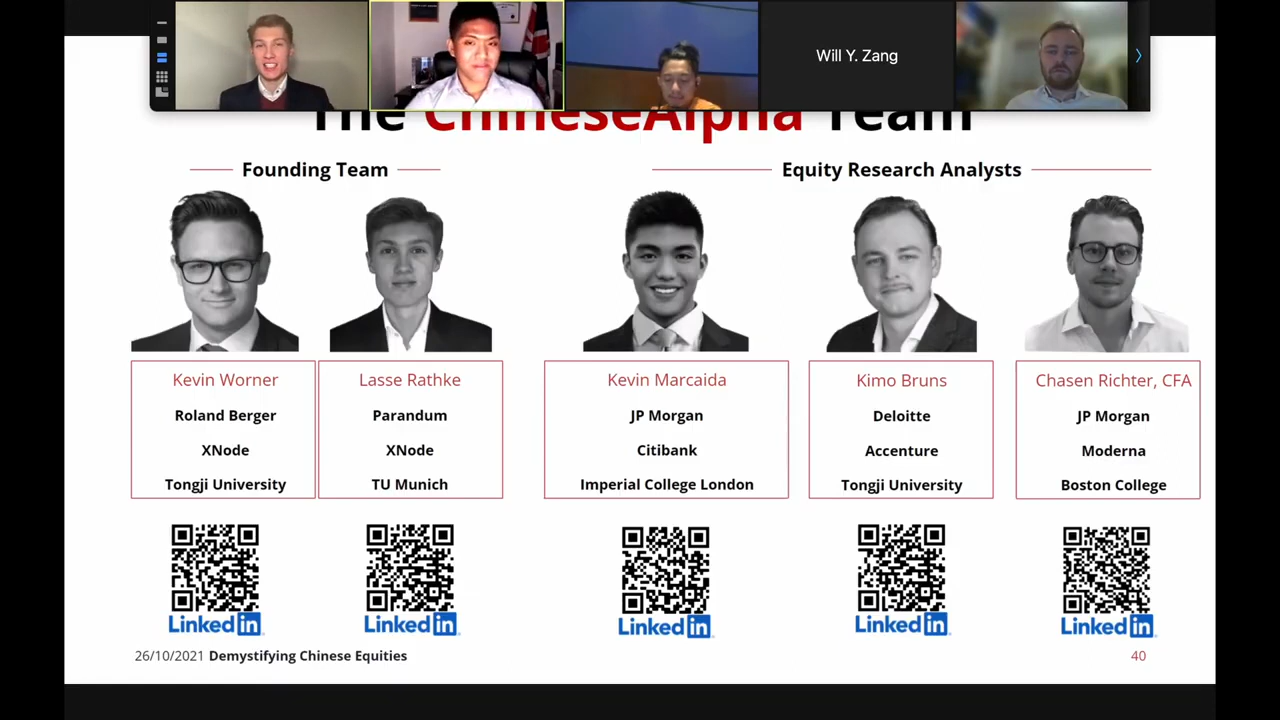 Will Y. Zang
The ChineseAlpha Team
Founding Team
Equity Research Analysts
Kevin Worner
Roland Berger
XNode
Tongji University
Lasse Rathke
Parandum
XNode
TU Munich
Kevin Marcaida
JP Morgan
Citibank
Imperial College London
Kimo Bruns
Deloitte
Accenture
Tongji University
Chasen Richter, CFA
JP Morgan
Moderna
Boston College
LinkedIn
LinkedIn
LinkedIn
LinkedIn
LinkedIn
26/10/2021 Demystifying Chinese Equities
40